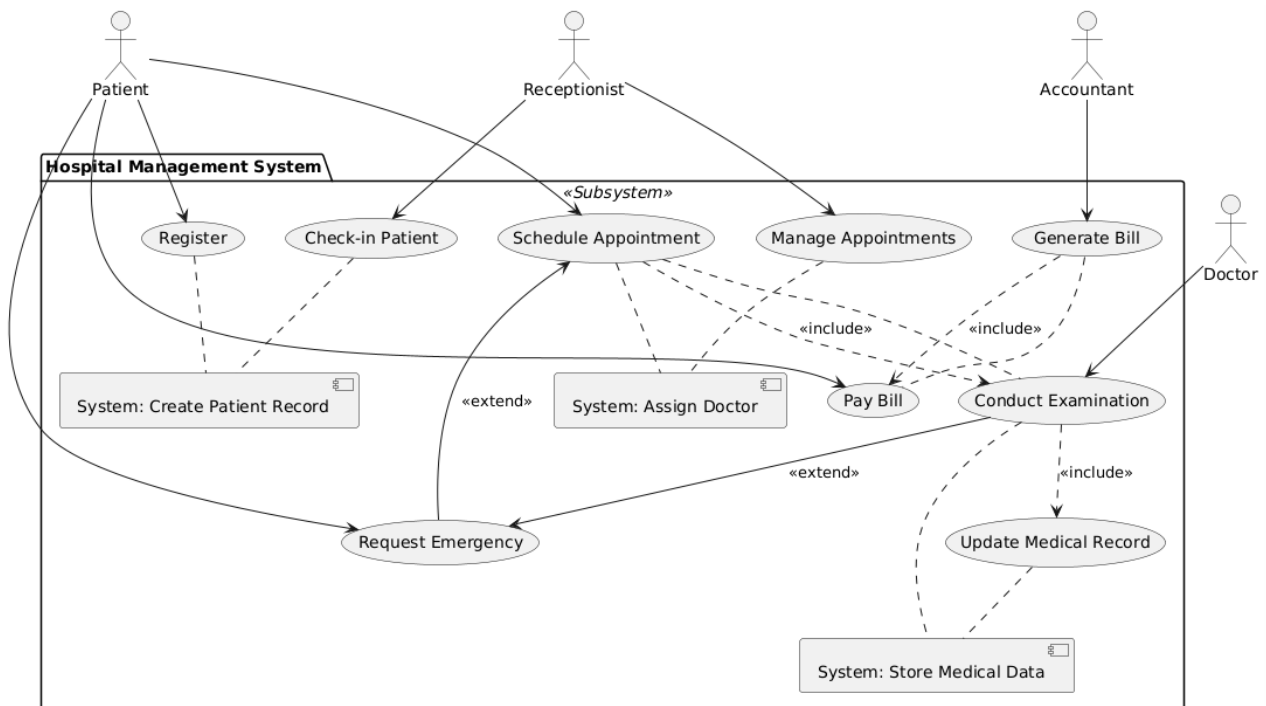 Patient
Receptionist
Accountant
Hospital Management System
«Subsystem»
Register
Check-in Patient
Schedule Appointment
Manage Appointments
Generate Bill
Doctor
«include»
«include»
System: Create Patient Record
«extend»
System: Assign Doctor
Pay Bill
Conduct Examination
«extend»
«include»
Request Emergency
Update Medical Record
System: Store Medical Data